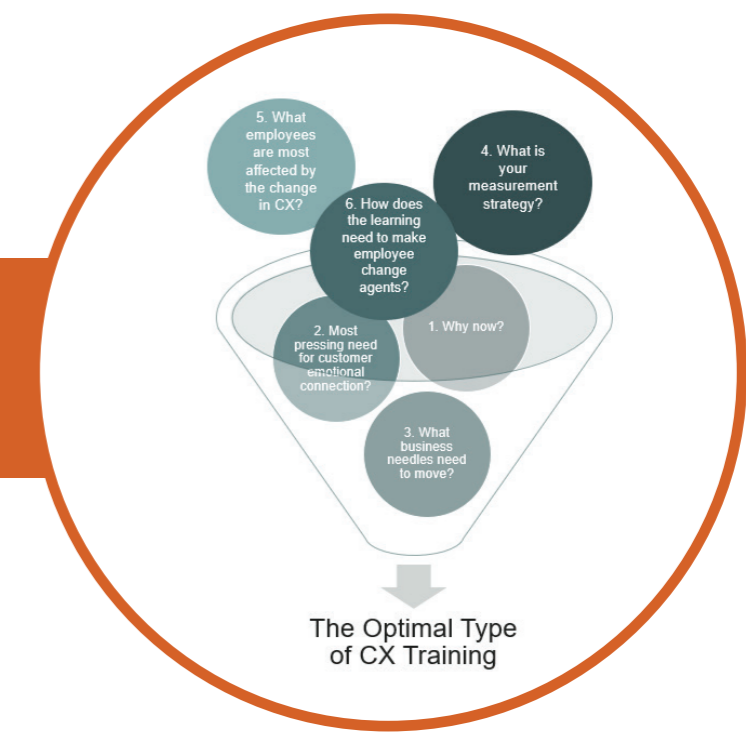 5. What
employees
are most
affected by
the change
in CX?
4. What is
your
measurement
strategy?
6. How does
the learning
need to make
employee
change
agents?
2. Most
pressing need
for customer
emotional
connection?
1. Why now?
3. What
business
needles need
to move?
The Optimal Type
of CX Training